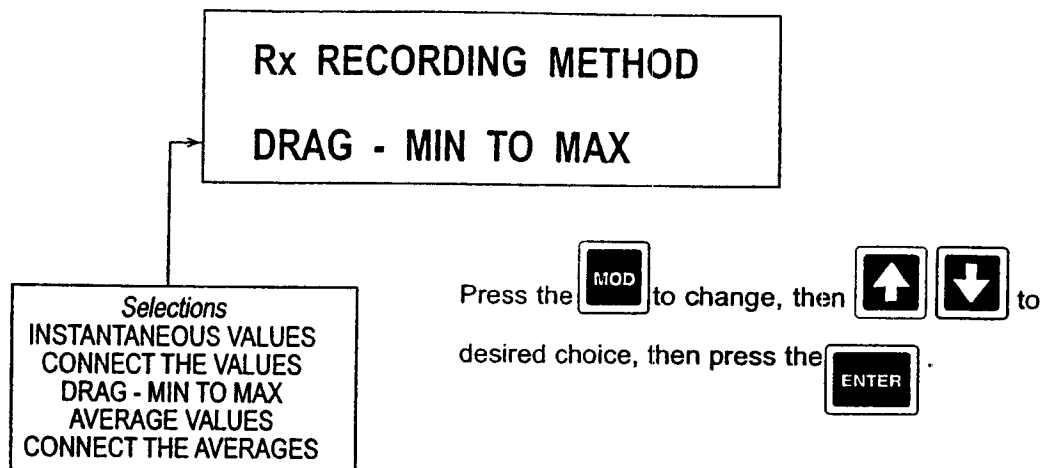 Rx RECORDING METHOD
DRAG - MIN TO MAX
Selections
INSTANTANEOUS VALUES
CONNECT THE VALUES
DRAG - MIN TO MAX
AVERAGE VALUES
CONNECT THE AVERAGES
Press the MOD to change, then to
desired choice, then press the ENTER .